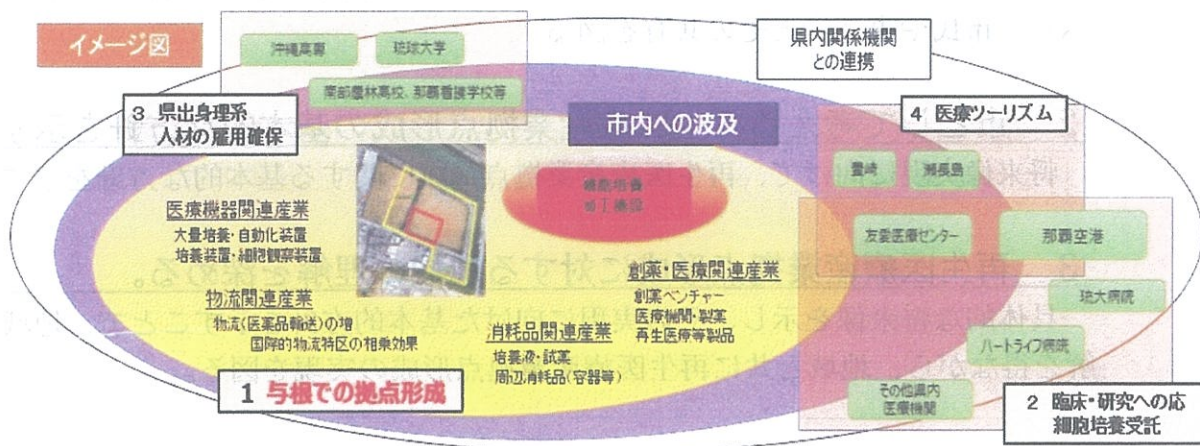 イメージ図
沖縄高専
琉球大学
南部農林高校、那覇看護学校等
県内関係機関
との連携
3 県出身理系
人材の雇用確保
市内への波及
4 医療ツーリズム
豊崎
瀬長島
細胞培養
加工施設
医療機器関連産業
大量培養・自動化装置
培養装置・細胞観察装置
友愛医療センター
那覇空港
創薬・医療関連産業
創薬ベンチャー
医療機関・製薬
再生医療等製品
物流関連産業
物流(医薬品輸送)の増
国際的物流特区の相乗効果
消耗品関連産業
培養液・試薬
周辺消耗品(容器等)
琉大病院
ハートライフ病院
1 与根での拠点形成
その他県内
医療機関
2 臨床・研究への応
細胞培養受託